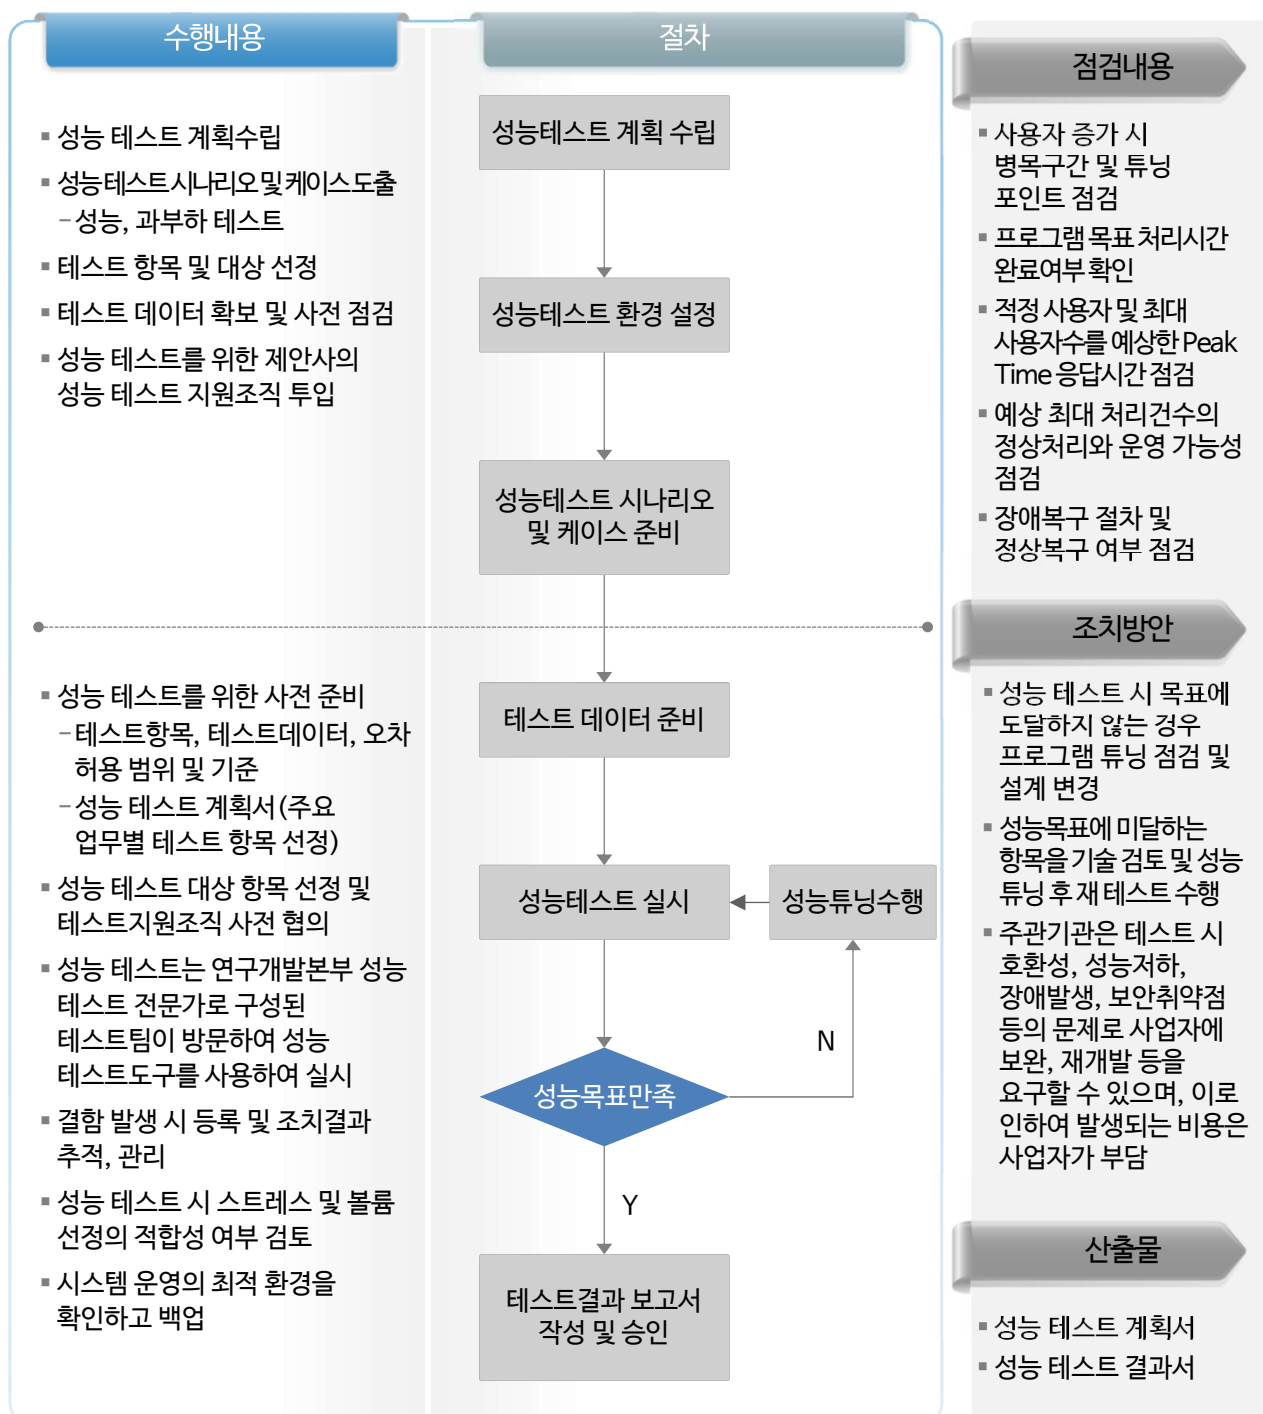 수행내용
성능 테스트 계획수립
성능 테스트 시나리오 및 케이스 도출
-성능, 과부하 테스트
테스트 항목 및 대상 선정
테스트 데이터 확보 및 사전 점검
성능 테스트를 위한 제안사의
성능 테스트 지원조직 투입
성능 테스트를 위한 사전 준비
-테스트항목, 테스트데이터, 오차
허용 범위 및 기준
-성능 테스트 계획서(주요
업무별 테스트 항목 선정)
성능 테스트 대상 항목 선정 및
테스트지원조직 사전 협의
성능 테스트는 연구개발본부 성능
테스트 전문가로 구성된
테스트팀이 방문하여 성능
테스트도구를 사용하여 실시
결함 발생 시 등록 및 조치결과
추적, 관리
성능 테스트 시 스트레스 및 볼륨
선정의 적합성 여부 검토
시스템 운영의 최적 환경을
확인하고 백업
절차
성능테스트 계획 수립
성능테스트 환경 설정
성능테스트 시나리오
및 케이스 준비
테스트 데이터 준비
성능테스트 실시
성능튜닝수행
N
성능목표만족
Y
테스트결과 보고서
작성 및 승인
점검내용
사용자 증가 시
병목구간 및 튜닝
포인트 점검
프로그램 목표 처리시간
완료여부 확인
적정 사용자 및 최대
사용자수를 예상한 Peak
Time 응답시간 점검
예상 최대 처리건수의
정상처리와 운영 가능성
점검
장애복구 절차 및
정상복구 여부 점검
조치방안
성능 테스트 시 목표에
도달하지 않는 경우
프로그램 튜닝 점검 및
설계 변경
성능목표에 미달하는
항목을 기술 검토 및 성능
튜닝 후 재 테스트 수행
주관기관은 테스트 시
호환성, 성능저하,
장애발생, 보안취약점
등의 문제로 사업자에
보완, 재개발 등을
요구할 수 있으며, 이로
인하여 발생되는 비용은
사업자가 부담
산출물
성능 테스트 계획서
성능 테스트 결과서